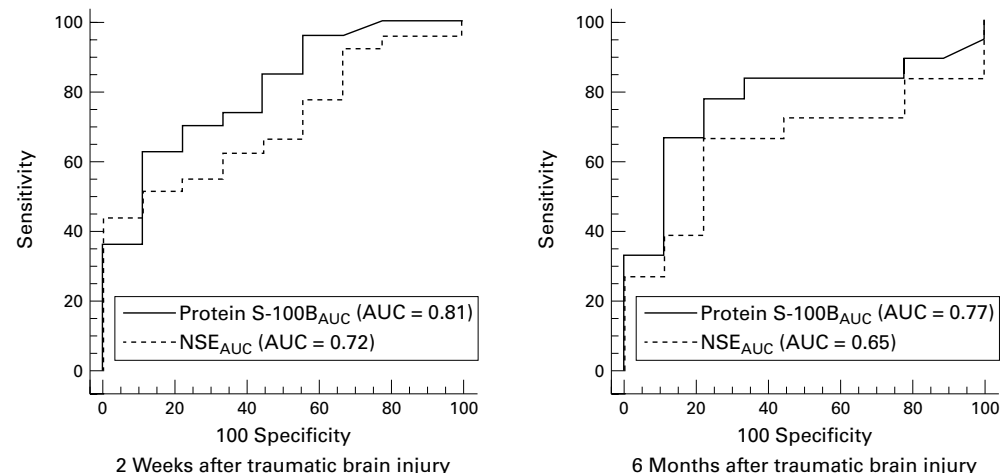 100
80
60
40
20
0
Sensitivity
Protein S-100BAUC (AUC = 0.81)
NSEAUC (AUC = 0.72)
0 20 40 60 80 100
100 Specificity
2 Weeks after traumatic brain injury
100
80
60
40
20
0
Sensitivity
Protein S-100BAUC (AUC = 0.77)
NSEAUC (AUC = 0.65)
0 20 40 60 80 100
100 Specificity
6 Months after traumatic brain injury